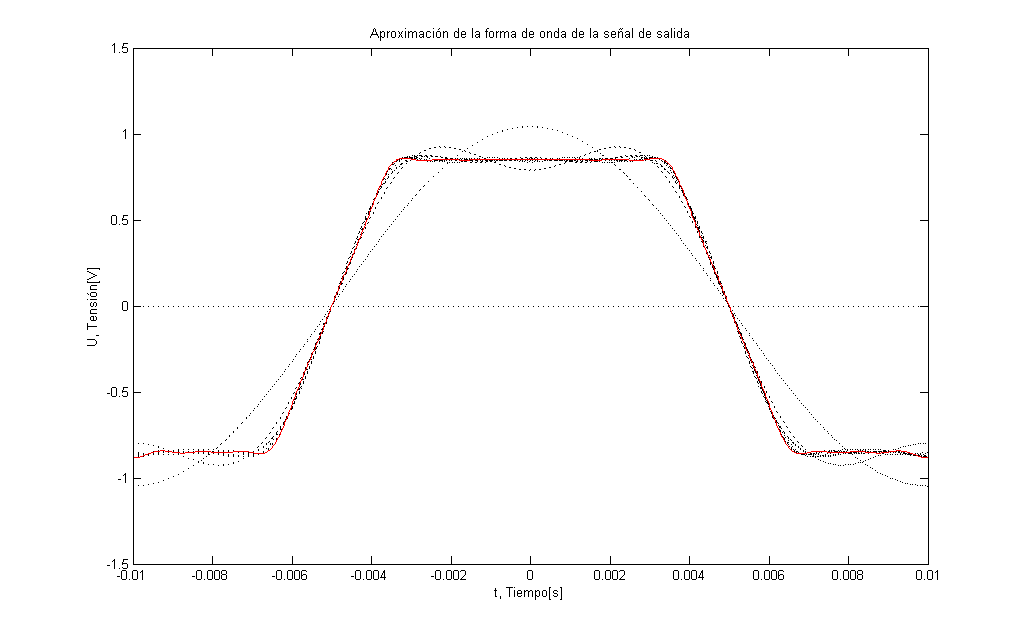 Aproximación de la forma de onda de la señal de salida
1.5
1
0.5
0
-0.5
-1
-1.5
U, Tensión[V]
-0.01 -0.008 -0.006 -0.004 -0.002 0 0.002 0.004 0.006 0.008 0.01
t, Tiempo[s]